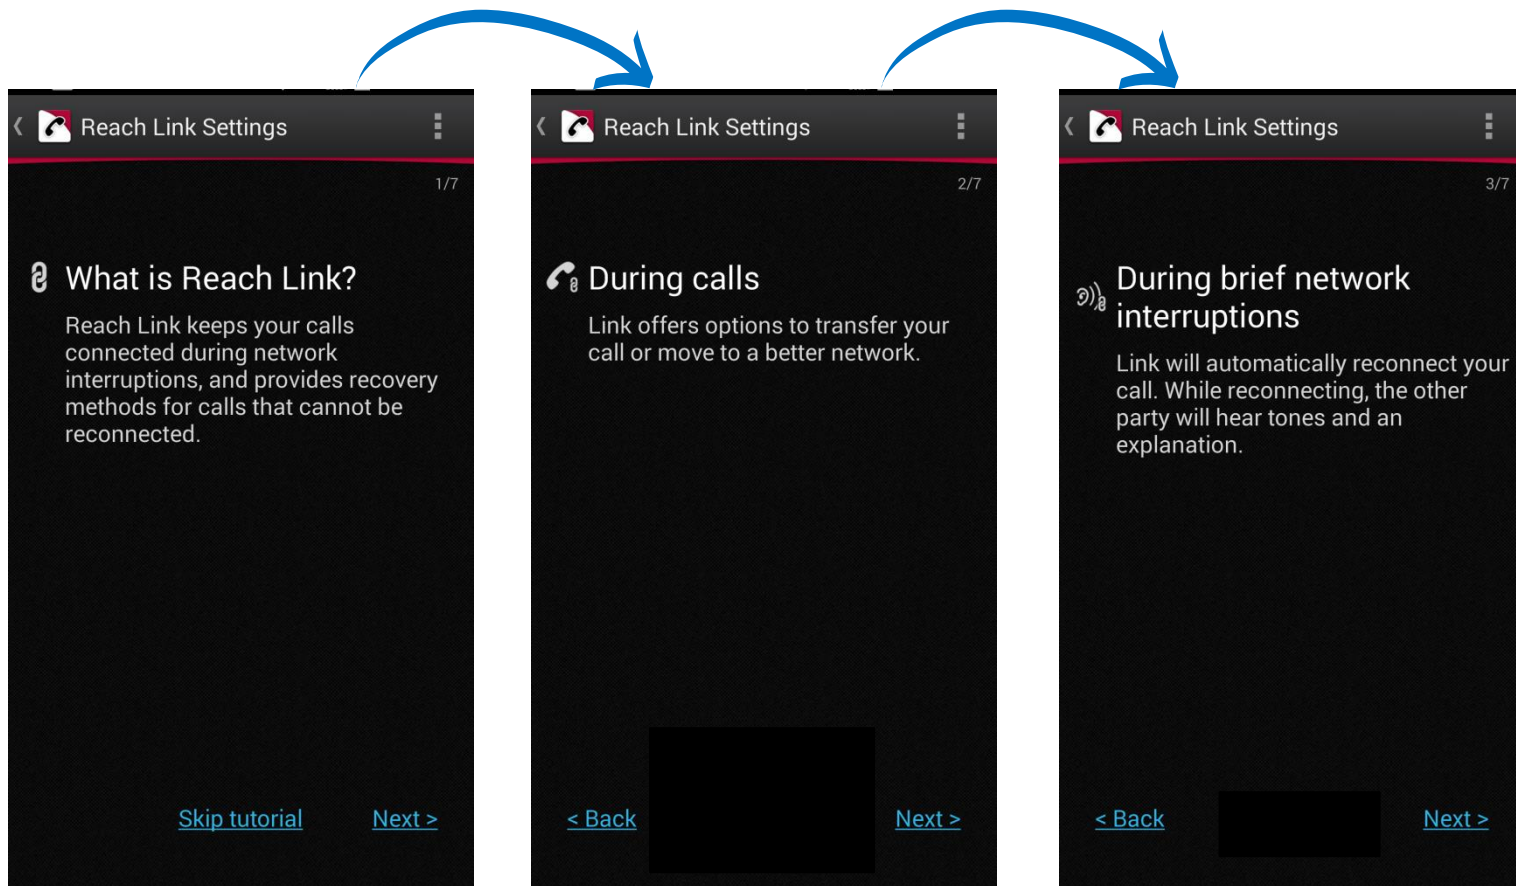 Reach Link Settings
1/7
What is Reach Link?
Reach Link keeps your calls
connected during network
interruptions, and provides recovery
methods for calls that cannot be
reconnected.
Skip tutorial
Next >
Reach Link Settings
2/7
During calls
Link offers options to transfer your
call or move to a better network.
< Back
Next >
Reach Link Settings
3/7
During brief network
interruptions
Link will automatically reconnect your
call. While reconnecting, the other
party will hear tones and an
explanation.
< Back
Next >